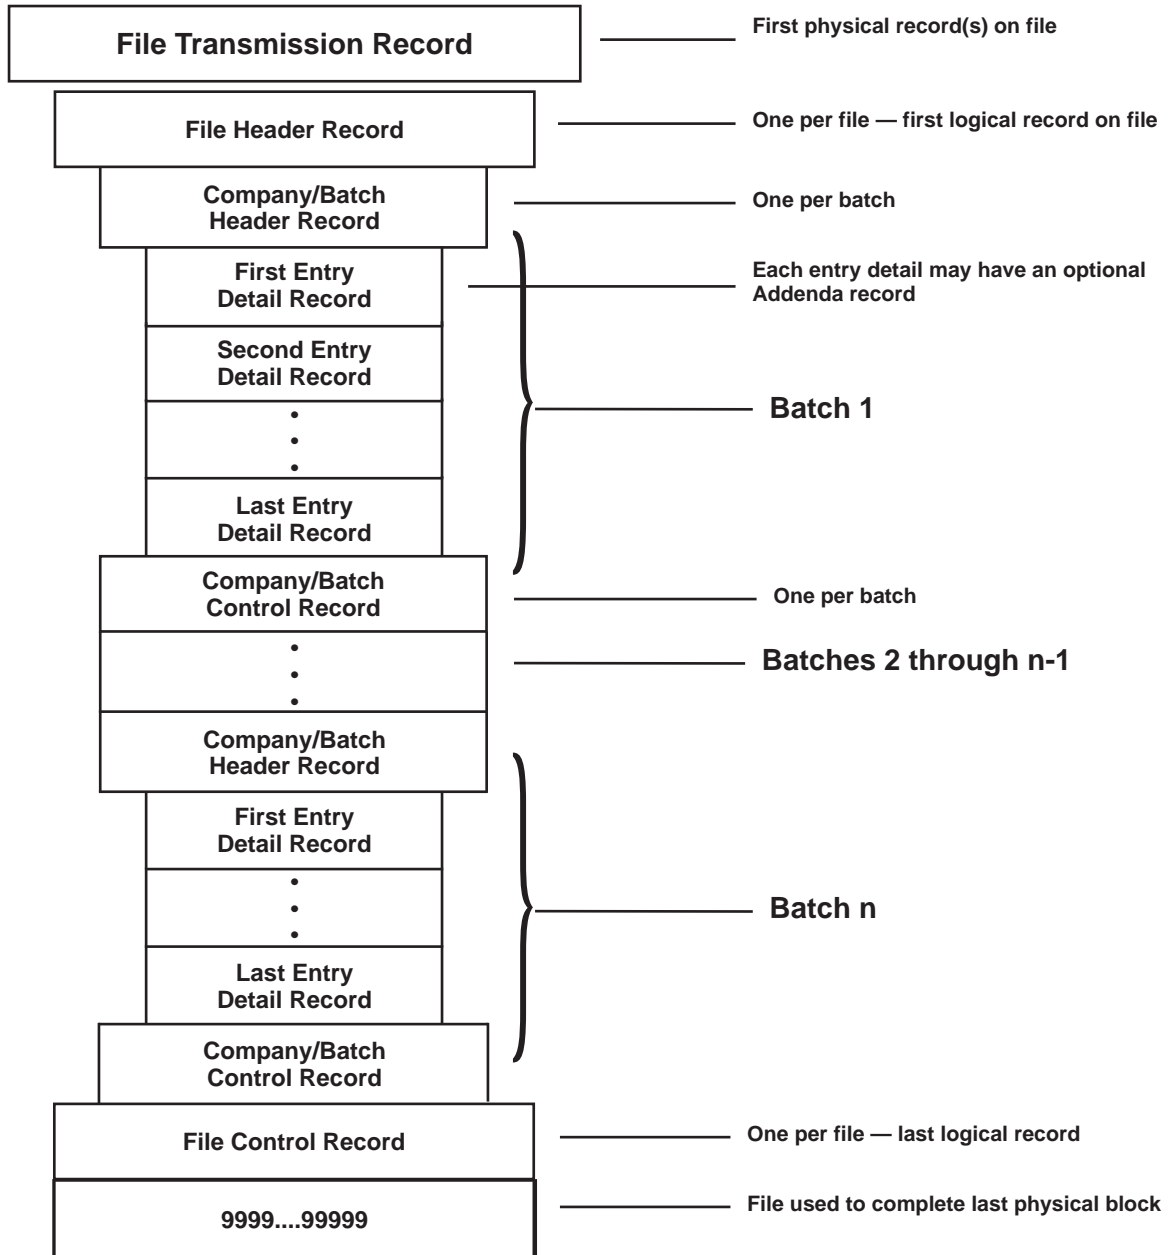 File Transmission Record
First physical record(s) on file
File Header Record
One per file — first logical record on file
Company/Batch
Header Record
One per batch
First Entry
Detail Record
Each entry detail may have an optional
Addenda record
Second Entry
Detail Record
Batch 1
•
•
•
Last Entry
Detail Record
Company/Batch
Control Record
One per batch
•
•
•
Batches 2 through n-1
Company/Batch
Header Record
First Entry
Detail Record
•
•
•
Batch n
Last Entry
Detail Record
Company/Batch
Control Record
File Control Record
One per file — last logical record
9999....99999
File used to complete last physical block